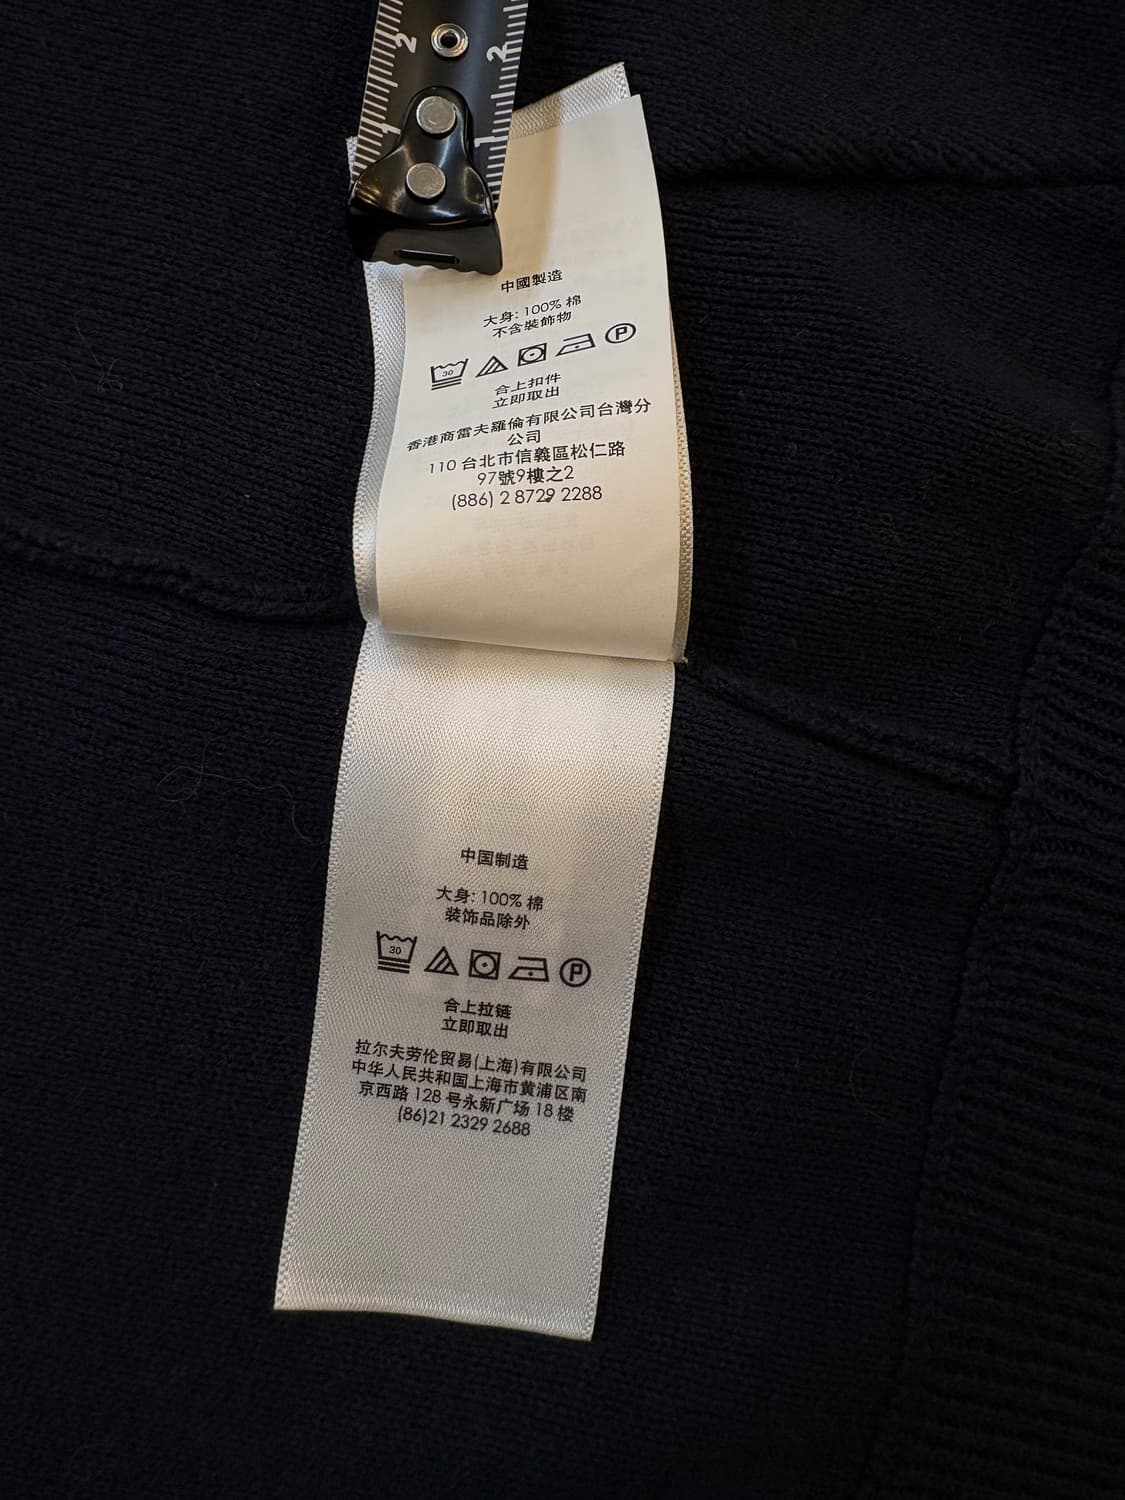 2 2
1 1
中國製造
大身: 100% 棉
不含裝飾物
30
P
合上扣件
立即取出
香港商雷夫羅倫有限公司台灣分
公司
110 台北市信義區松仁路
97號9樓之2
(886) 2 8729 2288
中国制造
大身: 100% 棉
装饰品除外
30
P
合上拉链
立即取出
拉尔夫劳伦贸易(上海)有限公司
中华人民共和国上海市黄浦区南
京西路 128 号永新广场 18 楼
(86)21 2329 2688